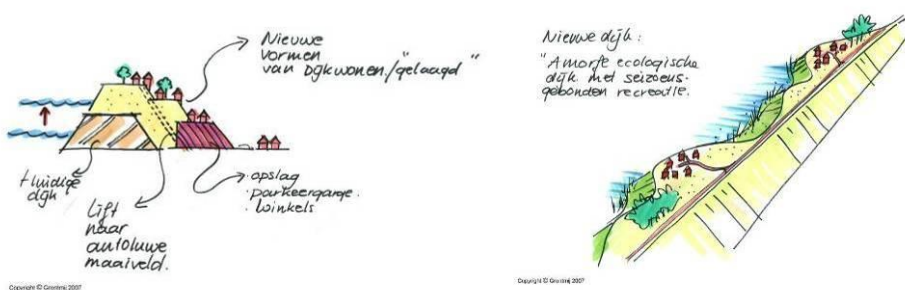 Nieuwe
vormen
van Dijkwonen/"gelaagd"
Huidige
dijk
Lift
naar
autoluwe
maaiveld.
· opslag
· parkeergarage.
· winkels
Copyright © Grontmij 2007
Nieuwe dijk:
"Amorfe ecologische
dijk met seizoens-
gebonden recreatie.
Copyright © Grontmij 2007